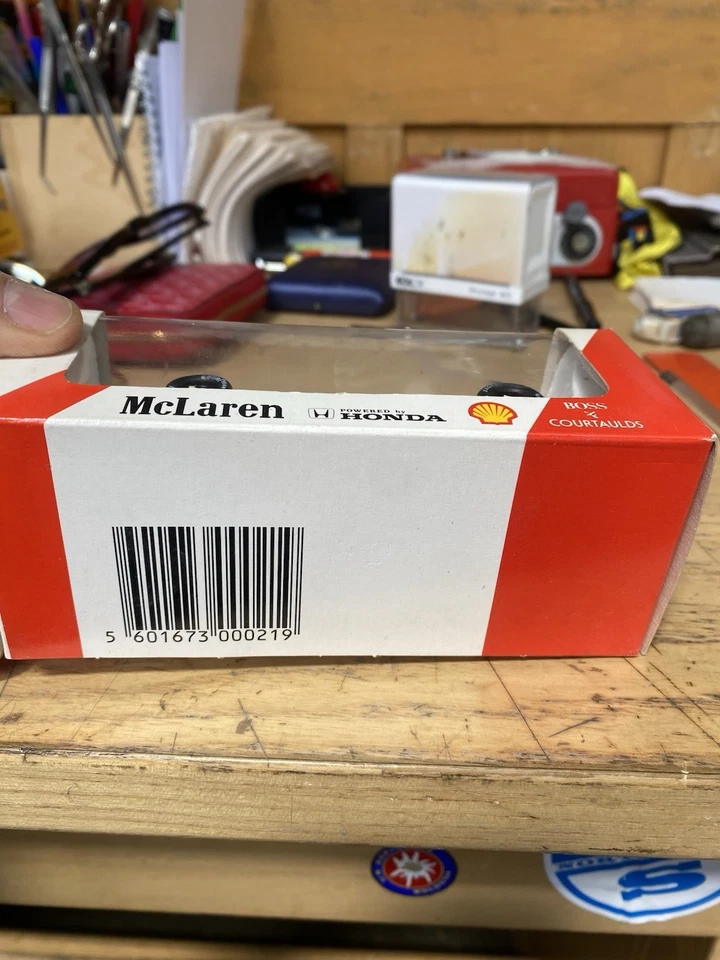 McLaren
POWERED by
HONDA
BOSS
COURTAULDS
5 601673 000219